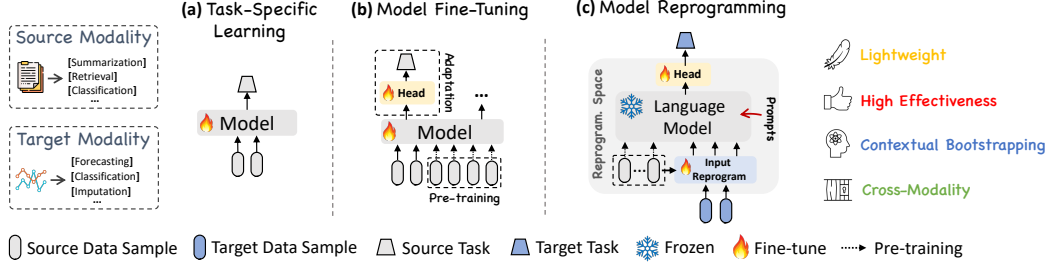 Source Modality
[Summarization]
[Retrieval]
[Classification]
...
Target Modality
[Forecasting]
[Classification]
[Imputation]
...
(a) Task-Specific
Learning
Model
(b) Model Fine-Tuning
Adaptation
Head
...
Model
Pre-training
(c) Model Reprogramming
Reprogram. Space
Head
Language
Model
Prompts
...
Input
Reprogram
Lightweight
High Effectiveness
Contextual Bootstrapping
Cross-Modality
Source Data Sample
Target Data Sample
Source Task
Target Task
Frozen
Fine-tune
Pre-training